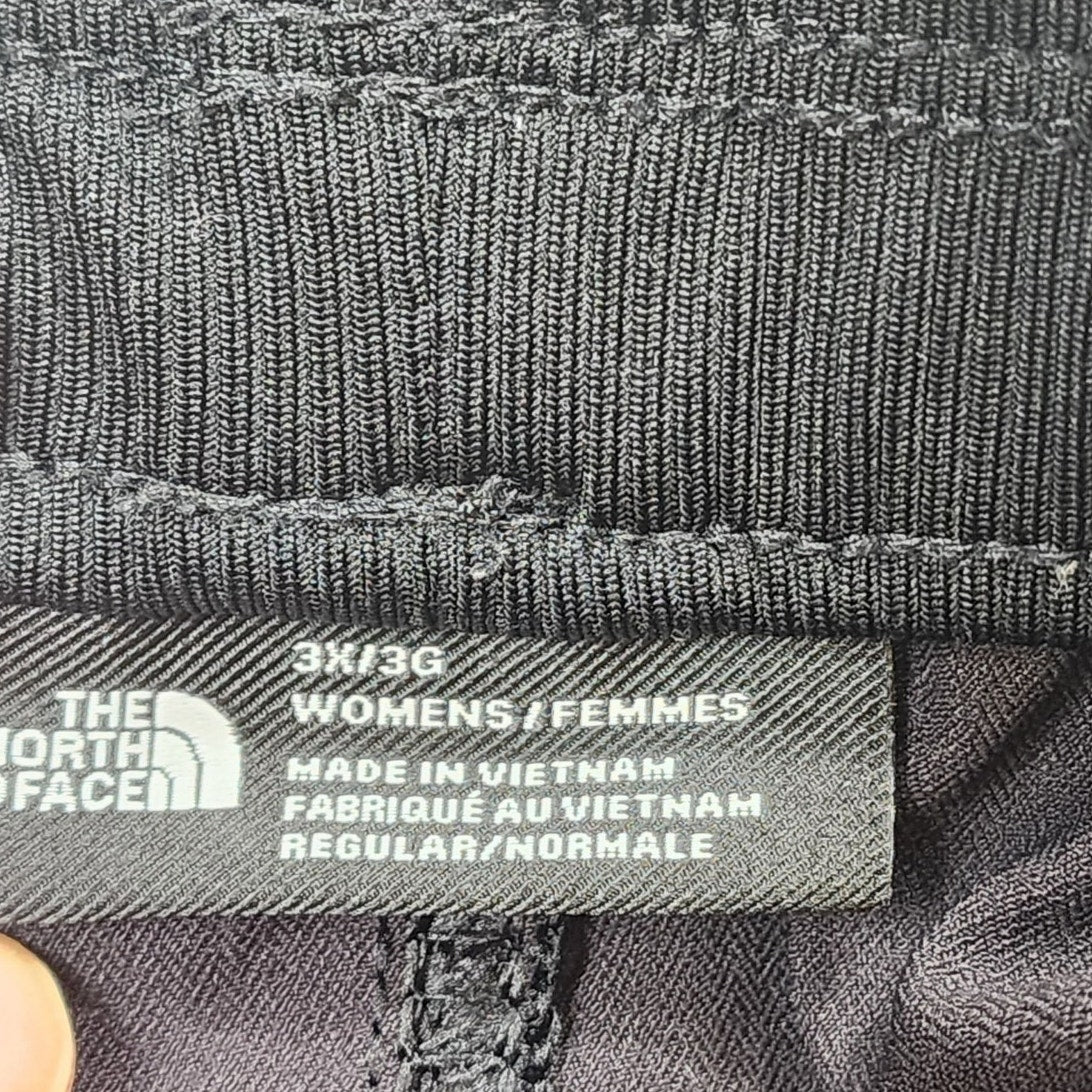 THE
NORTH
FACE
3X/3G
WOMENS/FEMMES
MADE IN VIETNAM
FABRIQUÉ AU VIETNAM
REGULAR/NORMALE